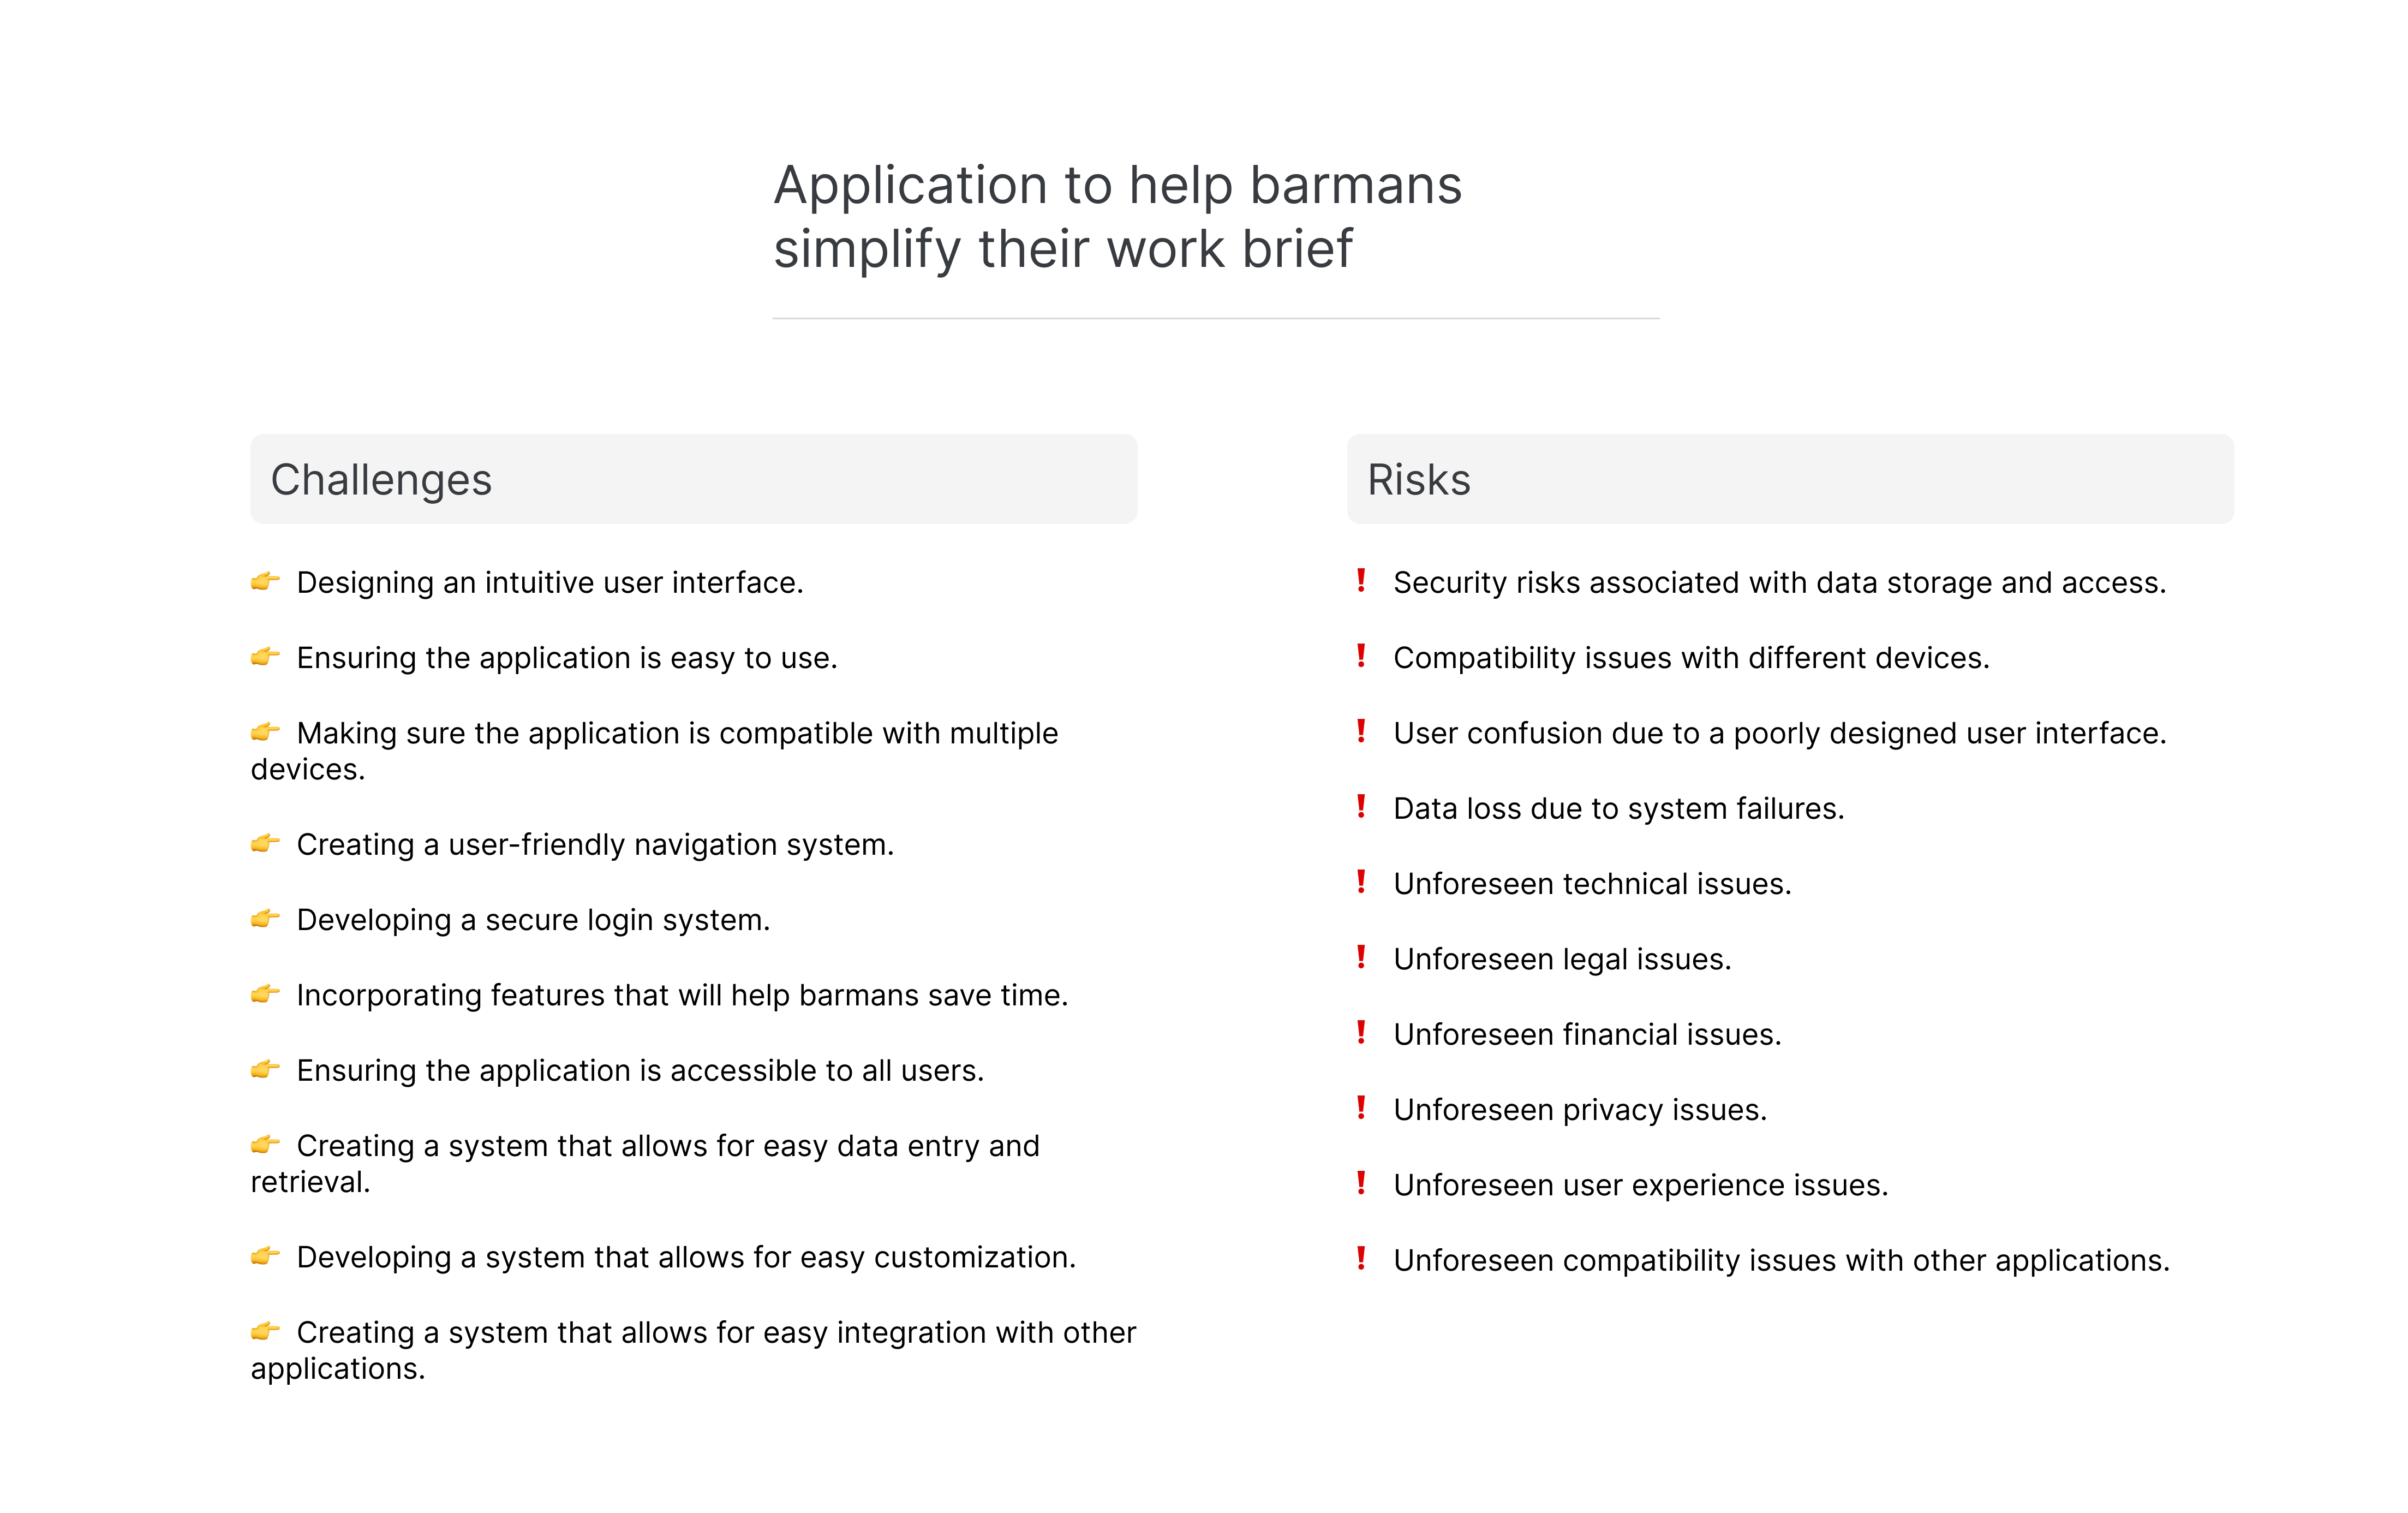 Application to help barmans
simplify their work brief
Challenges
👉 Designing an intuitive user interface.
👉 Ensuring the application is easy to use.
👉 Making sure the application is compatible with multiple
devices.
👉 Creating a user-friendly navigation system.
👉 Developing a secure login system.
👉 Incorporating features that will help barmans save time.
👉 Ensuring the application is accessible to all users.
👉 Creating a system that allows for easy data entry and
retrieval.
👉 Developing a system that allows for easy customization.
👉 Creating a system that allows for easy integration with other
applications.
Risks
❗ Security risks associated with data storage and access.
❗ Compatibility issues with different devices.
❗ User confusion due to a poorly designed user interface.
❗ Data loss due to system failures.
❗ Unforeseen technical issues.
❗ Unforeseen legal issues.
❗ Unforeseen financial issues.
❗ Unforeseen privacy issues.
❗ Unforeseen user experience issues.
❗ Unforeseen compatibility issues with other applications.